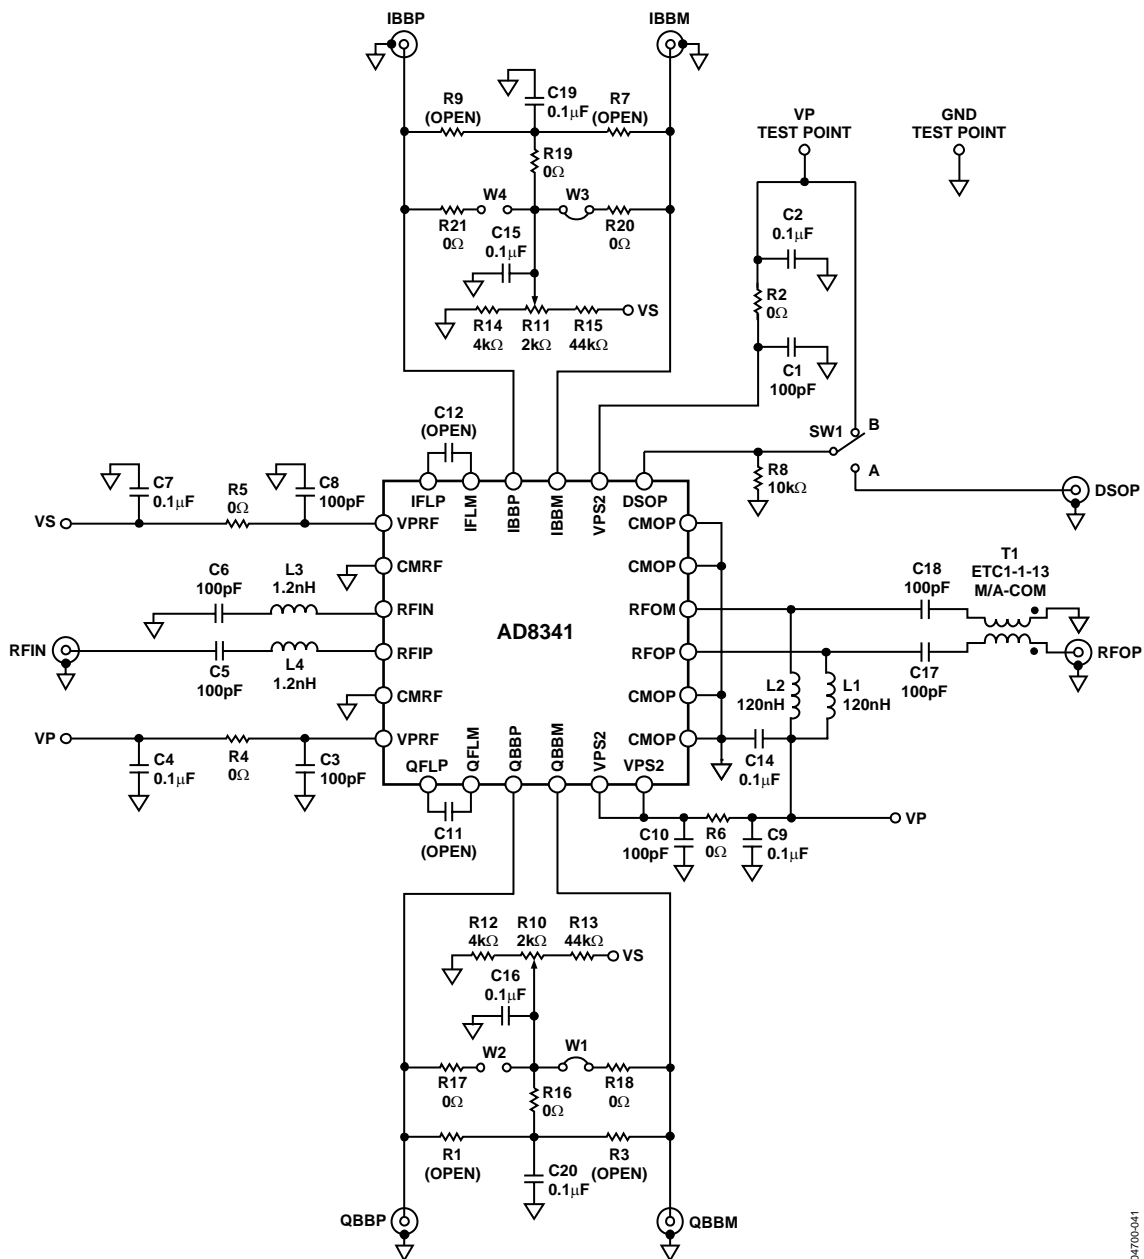 IBBP
IBBM
C19
0.1μF
R9
(OPEN)
R7
(OPEN)
VP
TEST POINT
GND
TEST POINT
R19
0Ω
W4
W3
R21
0Ω
R20
0Ω
C15
0.1μF
C2
0.1μF
R2
0Ω
VS
R14
4kΩ
R11
2kΩ
R15
44kΩ
C1
100pF
C12
(OPEN)
SW1
B
A
R8
10kΩ
DSOP
C7
0.1μF
R5
0Ω
C8
100pF
VS
IFLP
IFLM
IBBP
IBBM
VPS2
DSOP
VPRF
CMOP
CMRF
CMOP
C6
100pF
L3
1.2nH
RFIN
RFOM
C18
100pF
T1
ETC1-1-13
M/A-COM
AD8341
RFIN
C5
100pF
L4
1.2nH
RFIP
RFOP
C17
100pF
RFOP
L2
120nH
L1
120nH
CMRF
CMOP
VP
VPRF
CMOP
C4
0.1μF
R4
0Ω
C3
100pF
C14
0.1μF
QFLP
QFLM
QBBP
QBBM
VPS2
VPS2
C11
(OPEN)
C10
100pF
R6
0Ω
C9
0.1μF
VP
R12
4kΩ
R10
2kΩ
R13
44kΩ
VS
C16
0.1μF
W2
W1
R17
0Ω
R16
0Ω
R18
0Ω
R1
(OPEN)
R3
(OPEN)
C20
0.1μF
QBBP
QBBM
04700-041